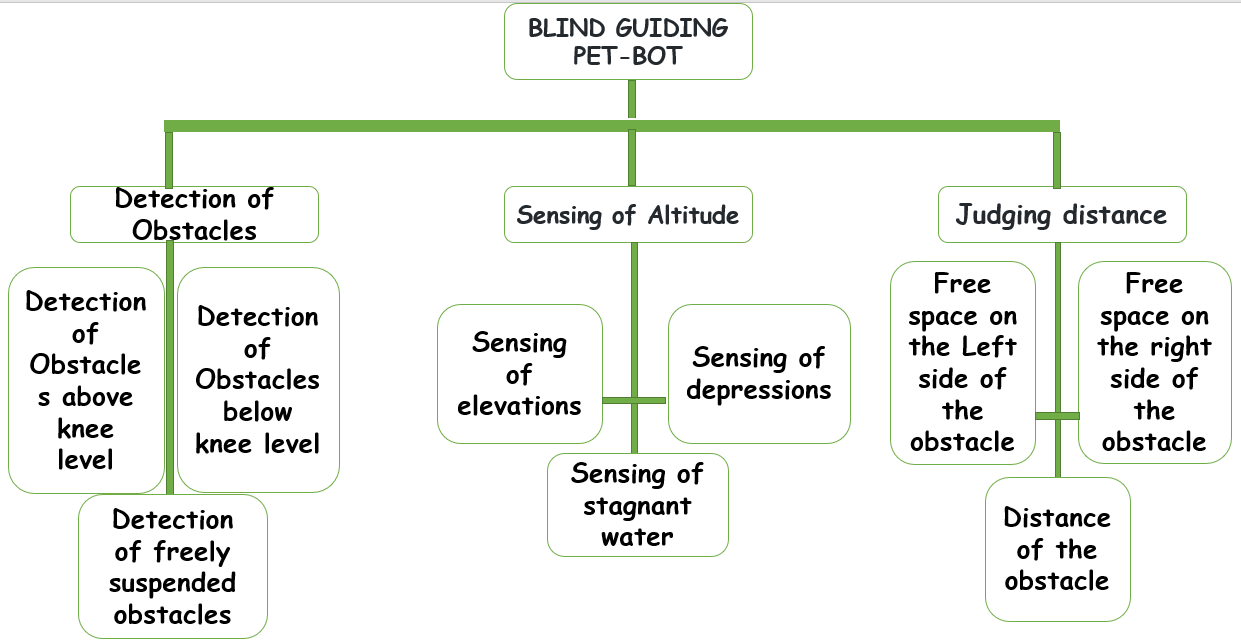 BLIND GUIDING
PET-BOT
Detection of
Obstacles
Sensing of Altitude
Judging distance
Detection
of
Obstacle
s above
knee
level
Detection
of
Obstacles
below
knee level
Detection
of freely
suspended
obstacles
Sensing
of
elevations
Sensing of
depressions
Sensing of
stagnant
water
Free
space on
the Left
side of
the
obstacle
Free
space on
the right
side of
the
obstacle
Distance
of the
obstacle